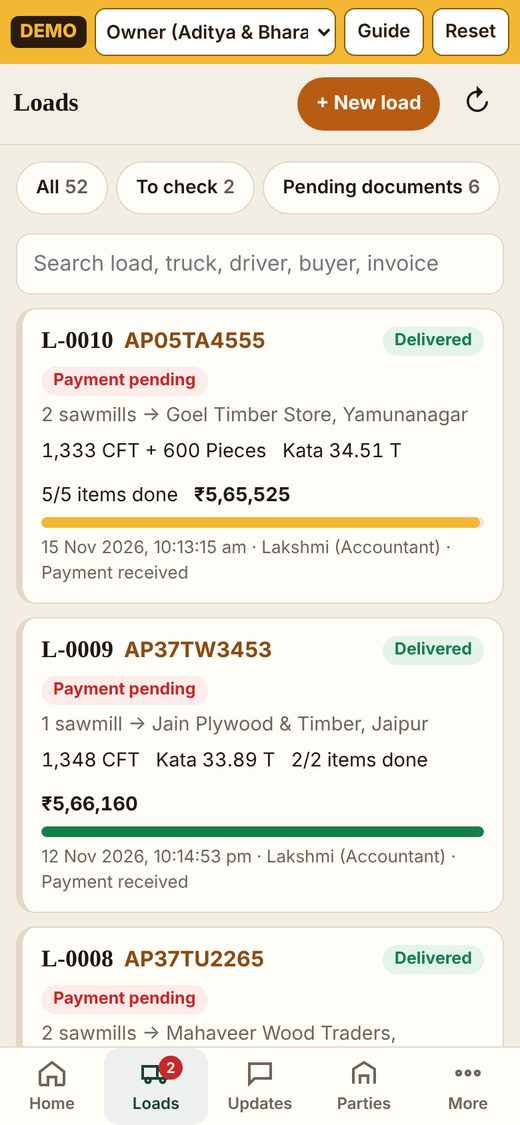 DEMO
Owner (Aditya & Bhara
Guide
Reset
Loads
+ New load
All 52
To check 2
Pending documents 6
Search load, truck, driver, buyer, invoice
L-0010 AP05TA4555
Delivered
Payment pending
2 sawmills → Goel Timber Store, Yamunanagar
1,333 CFT + 600 Pieces Kata 34.51 T
5/5 items done ₹5,65,525
15 Nov 2026, 10:13:15 am · Lakshmi (Accountant) ·
Payment received
L-0009 AP37TW3453
Delivered
Payment pending
1 sawmill → Jain Plywood & Timber, Jaipur
1,348 CFT Kata 33.89 T 2/2 items done
₹5,66,160
12 Nov 2026, 10:14:53 pm · Lakshmi (Accountant) ·
Payment received
L-0008 AP37TU2265
Delivered
Payment pending
2 sawmills → Mahaveer Wood Traders,
2
Home
Loads
Updates
Parties
More